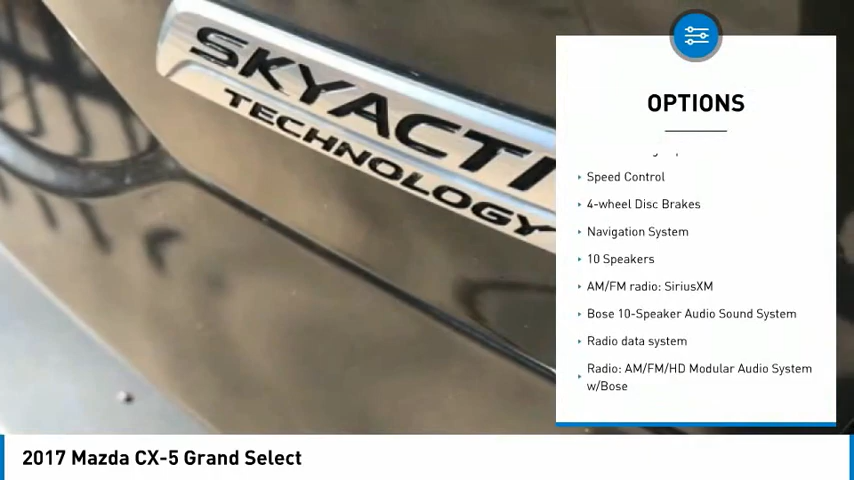 SKYACTI
TECHNOLOGY
OPTIONS
Speed Control
4-wheel Disc Brakes
Navigation System
10 Speakers
AM/FM radio: SiriusXM
Bose 10-Speaker Audio Sound System
Radio data system
Radio: AM/FM/HD Modular Audio System
w/Bose
2017 Mazda CX-5 Grand Select